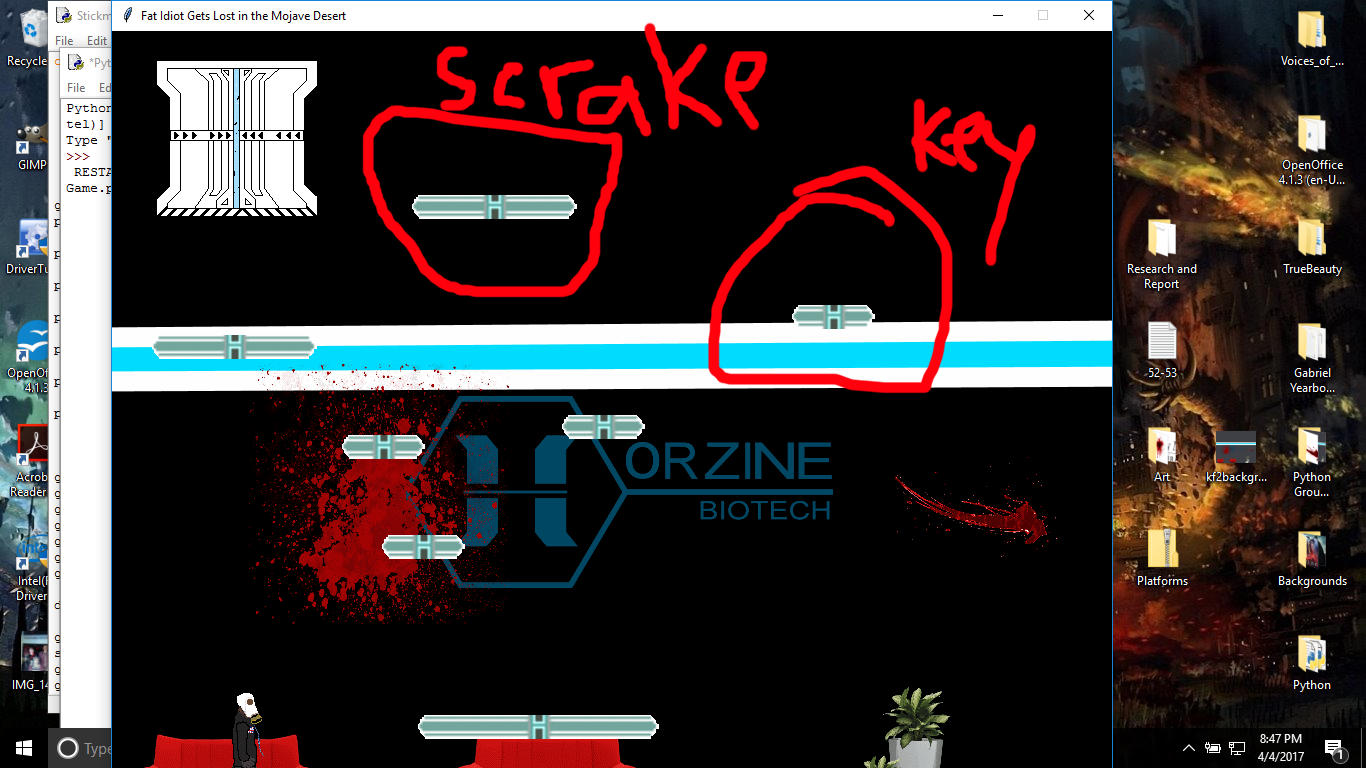 Stickm
Fat Idiot Gets Lost in the Mojave Desert
File Edit
*Pyt
File Ed
Python
tel)]
Type "
>>>
RESTA
Game.p
scrake
key
H
H
H
H
H
H
H
HORZINE
BIOTECH
Recycle
GIMP
DriverTu
OpenOf
4.1.3
Acrob
Reader
Intel(R
Driver
IMG_14
Voices_of_...
OpenOffice
4.1.3 (en-U...
Research and
Report
TrueBeauty
52-53
Gabriel
Yearbo...
Art
kf2backgr...
Python
Grou...
Platforms
Backgrounds
Python
Type
8:47 PM
4/4/2017
1